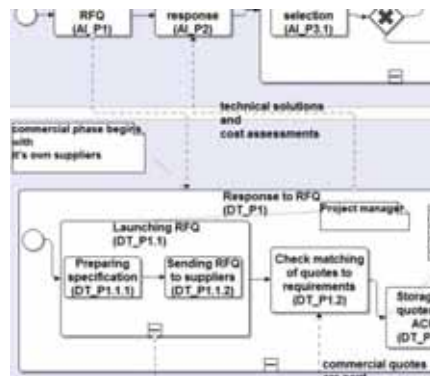 RFQ
(AI_P1)
response
(AI_P2)
selection
(AI_P3.1)
technical solutions
and
cost assessments
commercial phase begins
with
it's own suppliers
Response to RFQ
(DT_P1)
Project manager
Launching RFQ
(DT_P1.1)
Preparing
specification
(DT_P1.1.1)
Sending RFQ
to suppliers
(DT_P1.1.2)
Check matching
of quotes to
requirements
(DT_P1.2)
Storag
quote
AC
(DT_P
commercial quotes